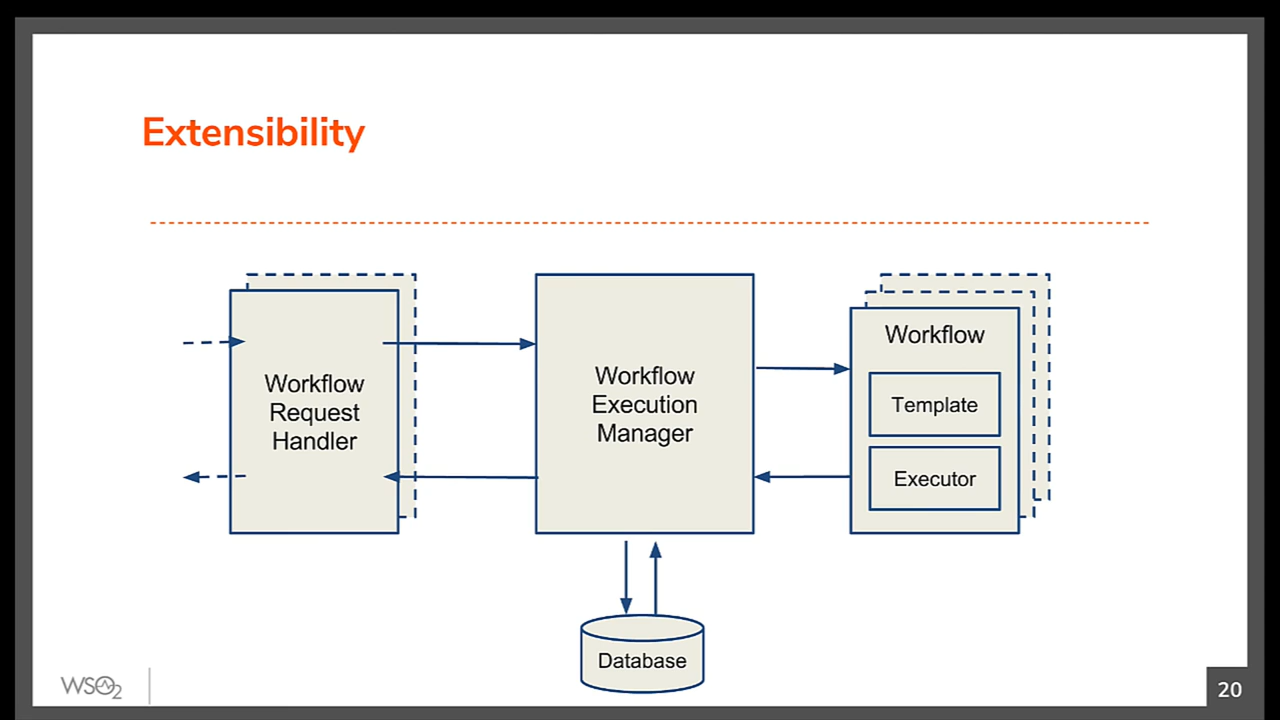 Extensibility
Workflow
Request
Handler
Workflow
Execution
Manager
Workflow
Template
Executor
Database
WSO2
20